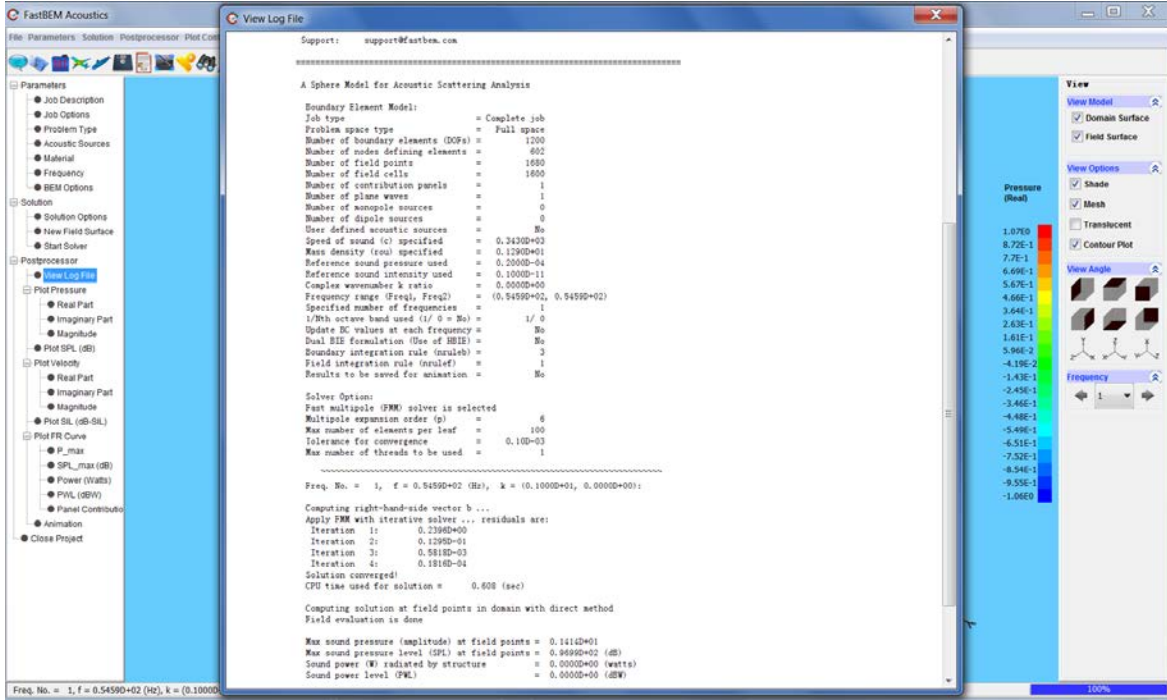 FastBEM Acoustics
File Parameters Solution Postprocessor Plot Con
Parameters
Job Description
Job Options
Problem Type
Acoustic Sources
Material
Frequency
BEM Options
Solution
Solution Options
New Field Surface
Start Solver
Postprocessor
View Log File
Plot Pressure
Real Part
Imaginary Part
Magnitude
Plot SPL (dB)
Plot Velocity
Real Part
Imaginary Part
Magnitude
Plot SIL (dB-SIL)
Plot FR Curve
P_max
SPL_max (dB)
Power (Watts)
PWL (dBW)
Panel Contributio
Animation
Close Project
View Log File
Support: support@fastbem.com
================================================================================
A Sphere Model for Acoustic Scattering Analysis
Boundary Element Model:
Job type = Complete job
Problem space type = Full space
Number of boundary elements (DOFs) = 1200
Number of nodes defining elements = 602
Number of field points = 1680
Number of field cells = 1600
Number of contribution panels = 1
Number of plane waves = 1
Number of monopole sources = 0
Number of dipole sources = 0
User defined acoustic sources = No
Speed of sound (c) specified = 0.3430D+03
Mass density (rou) specified = 0.1290D+01
Reference sound pressure used = 0.2000D-04
Reference sound intensity used = 0.1000D-11
Complex wavenumber k ratio = 0.0000D+00
Frequency range (Freq1, Freq2) = (0.5459D+02, 0.5459D+02)
Specified number of frequencies = 1
1/Nth octave band used (1/ 0 = No) = 1/ 0
Update BC values at each frequency = No
Dual BIE formulation (Use of HBIE) = No
Boundary integration rule (nruleb) = 3
Field integration rule (nrulef) = 1
Results to be saved for animation = No
Solver Option:
Fast multipole (FMM) solver is selected
Multipole expansion order (p) = 6
Max number of elements per leaf = 100
Tolerance for convergence = 0.10D-03
Max number of threads to be used = 1
~~~~~~~~~~~~~~~~~~~~~~~~~~~~~~~~~~~~~~~~~~~~~~~~~~~~~~~~~~~~~~~~~~~~~~
Freq. No. = 1, f = 0.5459D+02 (Hz), k = (0.1000D+01, 0.0000D+00):
Computing right-hand-side vector b ...
Apply FMM with iterative solver ... residuals are:
Iteration 1: 0.2396D+00
Iteration 2: 0.1295D-01
Iteration 3: 0.5818D-03
Iteration 4: 0.1816D-04
Solution converged!
CPU time used for solution = 0.608 (sec)
Computing solution at field points in domain with direct method
Field evaluation is done
Max sound pressure (amplitude) at field points = 0.1414D+01
Max sound pressure level (SPL) at field points = 0.9699D+02 (dB)
Sound power (W) radiated by structure = 0.0000D+00 (watts)
Sound power level (PWL) = 0.0000D+00 (dBW)
Pressure
(Real)
1.07E0
8.72E-1
7.7E-1
6.69E-1
5.67E-1
4.66E-1
3.64E-1
2.63E-1
1.61E-1
5.96E-2
-4.19E-2
-1.43E-1
-2.45E-1
-3.46E-1
-4.48E-1
-5.49E-1
-6.51E-1
-7.52E-1
-8.54E-1
-9.55E-1
-1.06E0
View
View Model
Domain Surface
Field Surface
View Options
Shade
Mesh
Translucent
Contour Plot
View Angle
Frequency
1
Freq. No. = 1, f = 0.5459D+02 (Hz), k = (0.1000D
100%